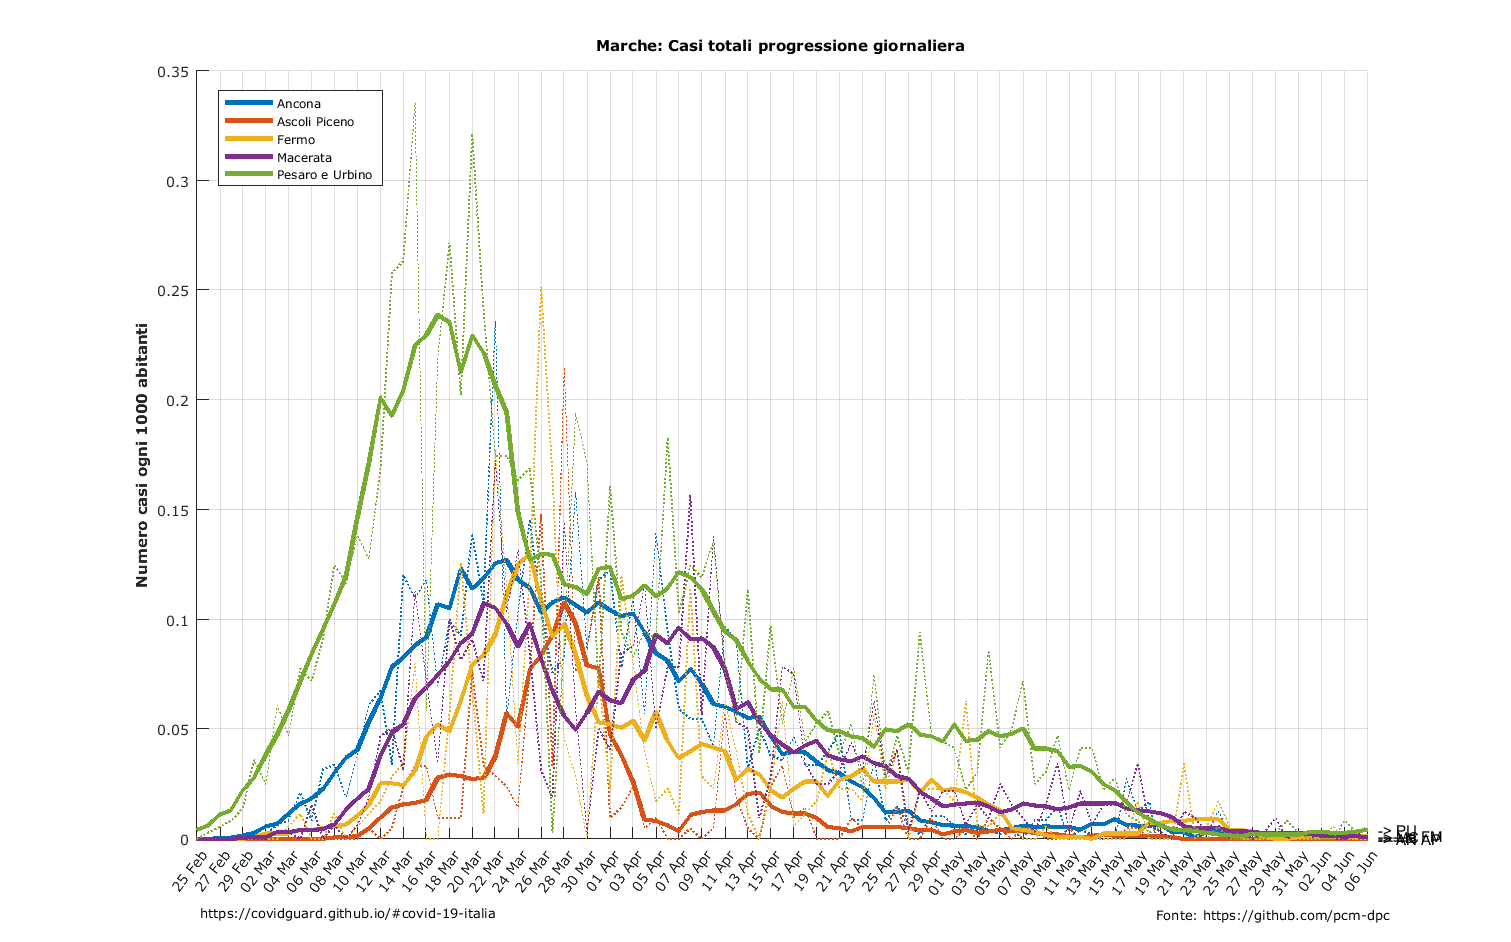 Marche: Casi totali progressione giornaliera
Numero casi ogni 1000 abitanti
0.35
0.3
0.25
0.2
0.15
0.1
0.05
0
Ancona
Ascoli Piceno
Fermo
Macerata
Pesaro e Urbino
25 Feb
27 Feb
29 Feb
02 Mar
04 Mar
06 Mar
08 Mar
10 Mar
12 Mar
14 Mar
16 Mar
18 Mar
20 Mar
22 Mar
24 Mar
26 Mar
28 Mar
30 Mar
01 Apr
03 Apr
05 Apr
07 Apr
09 Apr
11 Apr
13 Apr
15 Apr
17 Apr
19 Apr
21 Apr
23 Apr
25 Apr
27 Apr
29 Apr
01 May
03 May
05 May
07 May
09 May
11 May
13 May
15 May
17 May
19 May
21 May
23 May
25 May
27 May
29 May
31 May
02 Jun
04 Jun
06 Jun
-> PU
https://covidguard.github.io/#covid-19-italia
Fonte: https://github.com/pcm-dpc